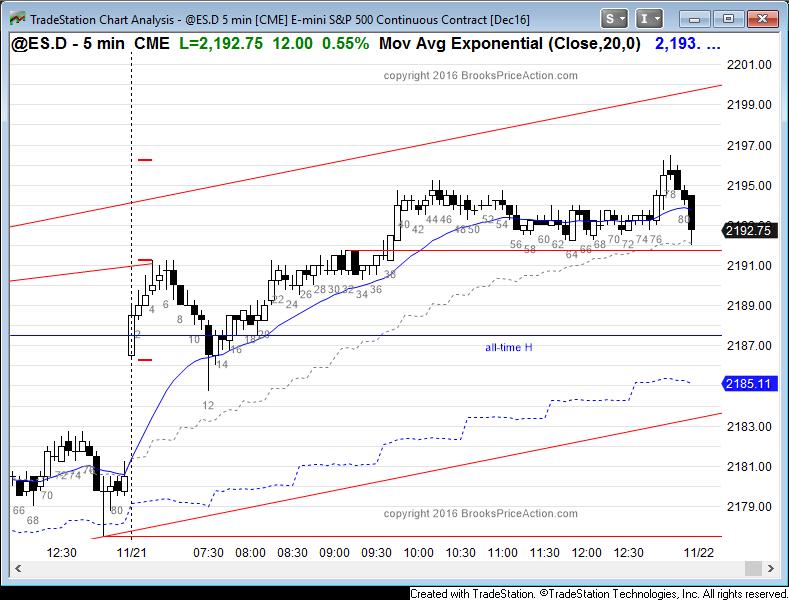 TradeStation Chart Analysis - @ES.D 5 min [CME] E-mini S&P 500 Continuous Contract [Dec16]
S
I
@ES.D - 5 min CME L=2,192.75 12.00 0.55% Mov Avg Exponential (Close,20,0) 2,193. ...
copyright 2016 BrooksPriceAction.com
2201.00
2199.00
2197.00
2195.00
2192.75
2191.00
2189.00
2187.00
2185.11
2183.00
2181.00
2179.00
all-time H
66 68 70 72 74 76 80
2 4 6 8 10 12 14 16 18 20 22 24 26 28 30 32 34 36 38 40 42 44 46 48 50 52 54 56 58 60 62 64 66 68 70 72 74 76 78 80
copyright 2016 BrooksPriceAction.com
12:30 11/21 07:30 08:00 08:30 09:00 09:30 10:00 10:30 11:00 11:30 12:00 12:30 11/22
Created with TradeStation. ©TradeStation Technologies, Inc. All rights reserved.